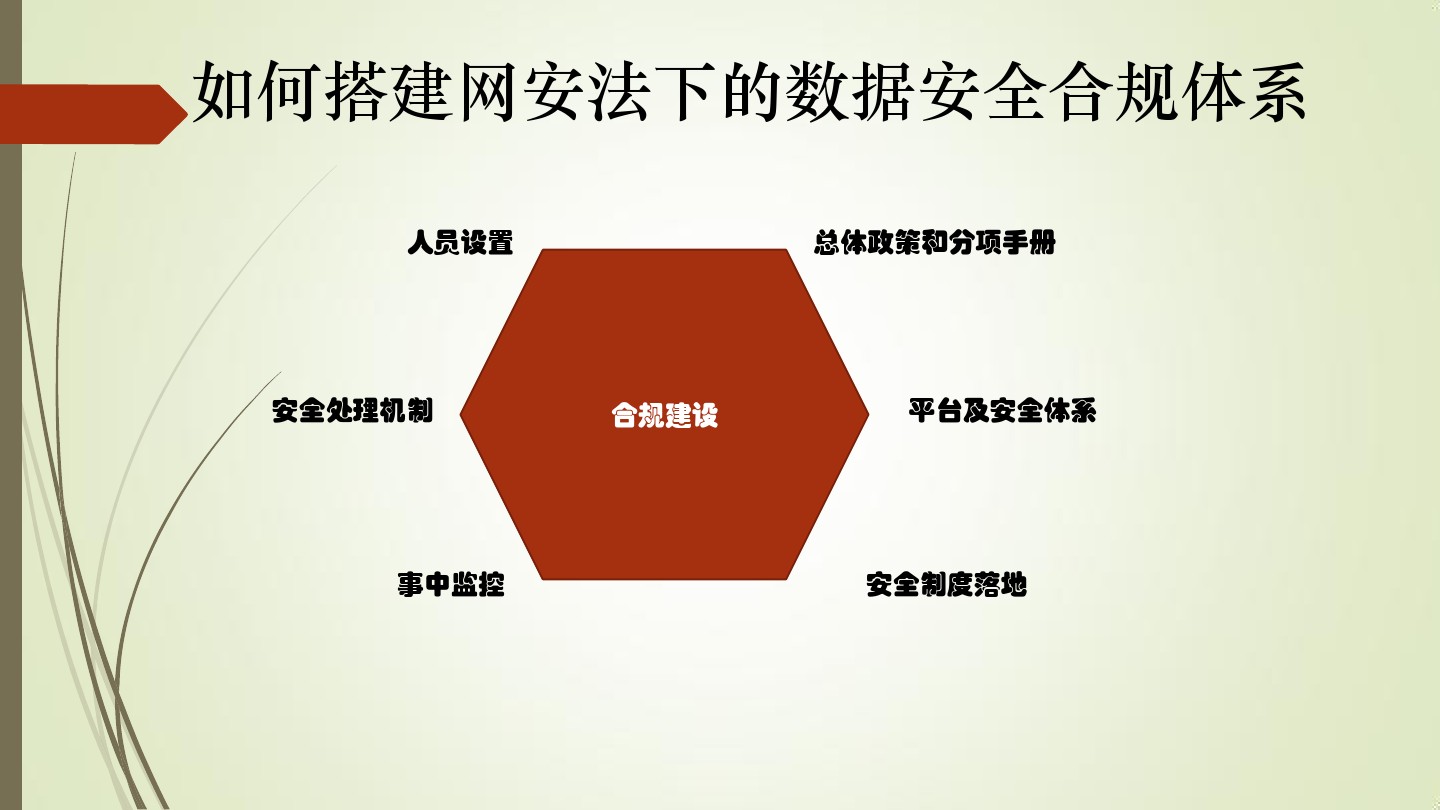 如何搭建网安法下的数据安全合规体系
人员设置
总体政策和分项手册
安全处理机制
合规建设
平台及安全体系
事中监控
安全制度落地